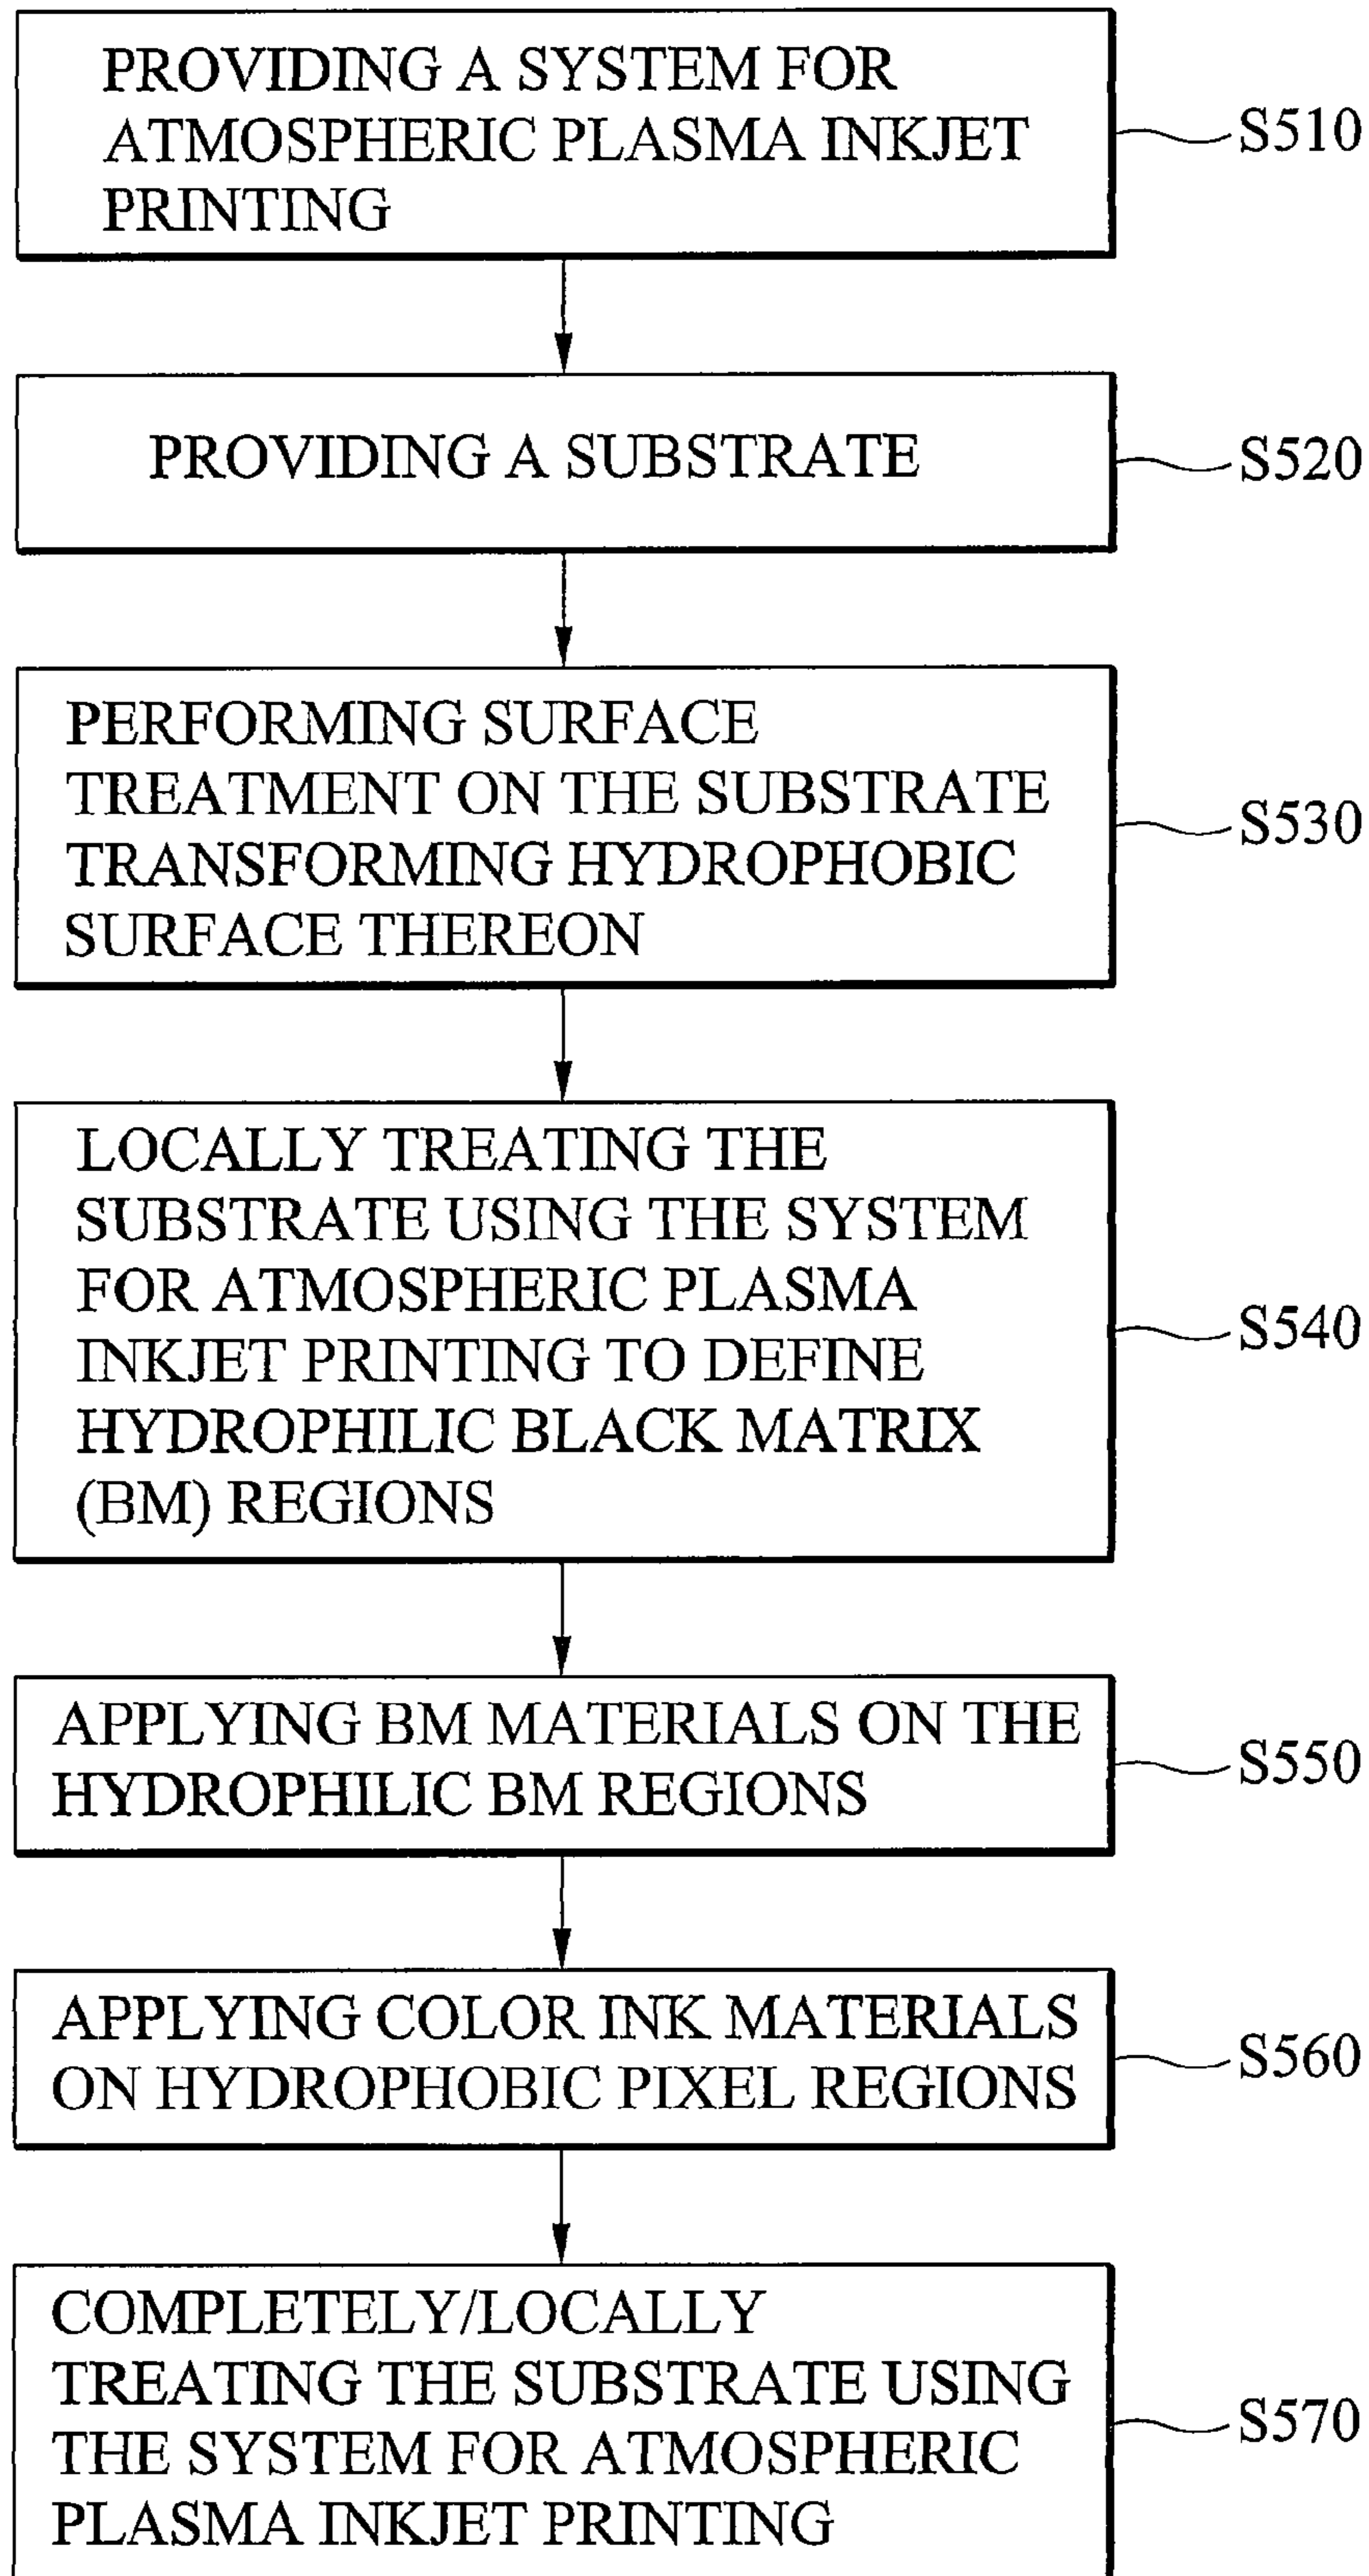 PROVIDING A SYSTEM FOR
ATMOSPHERIC PLASMA INKJET
PRINTING
S510
PROVIDING A SUBSTRATE
S520
PERFORMING SURFACE
TREATMENT ON THE SUBSTRATE
TRANSFORMING HYDROPHOBIC
SURFACE THEREON
S530
LOCALLY TREATING THE
SUBSTRATE USING THE SYSTEM
FOR ATMOSPHERIC PLASMA
INKJET PRINTING TO DEFINE
HYDROPHILIC BLACK MATRIX
(BM) REGIONS
S540
APPLYING BM MATERIALS ON THE
HYDROPHILIC BM REGIONS
S550
APPLYING COLOR INK MATERIALS
ON HYDROPHOBIC PIXEL REGIONS
S560
COMPLETELY/LOCALLY
TREATING THE SUBSTRATE USING
THE SYSTEM FOR ATMOSPHERIC
PLASMA INKJET PRINTING
S570